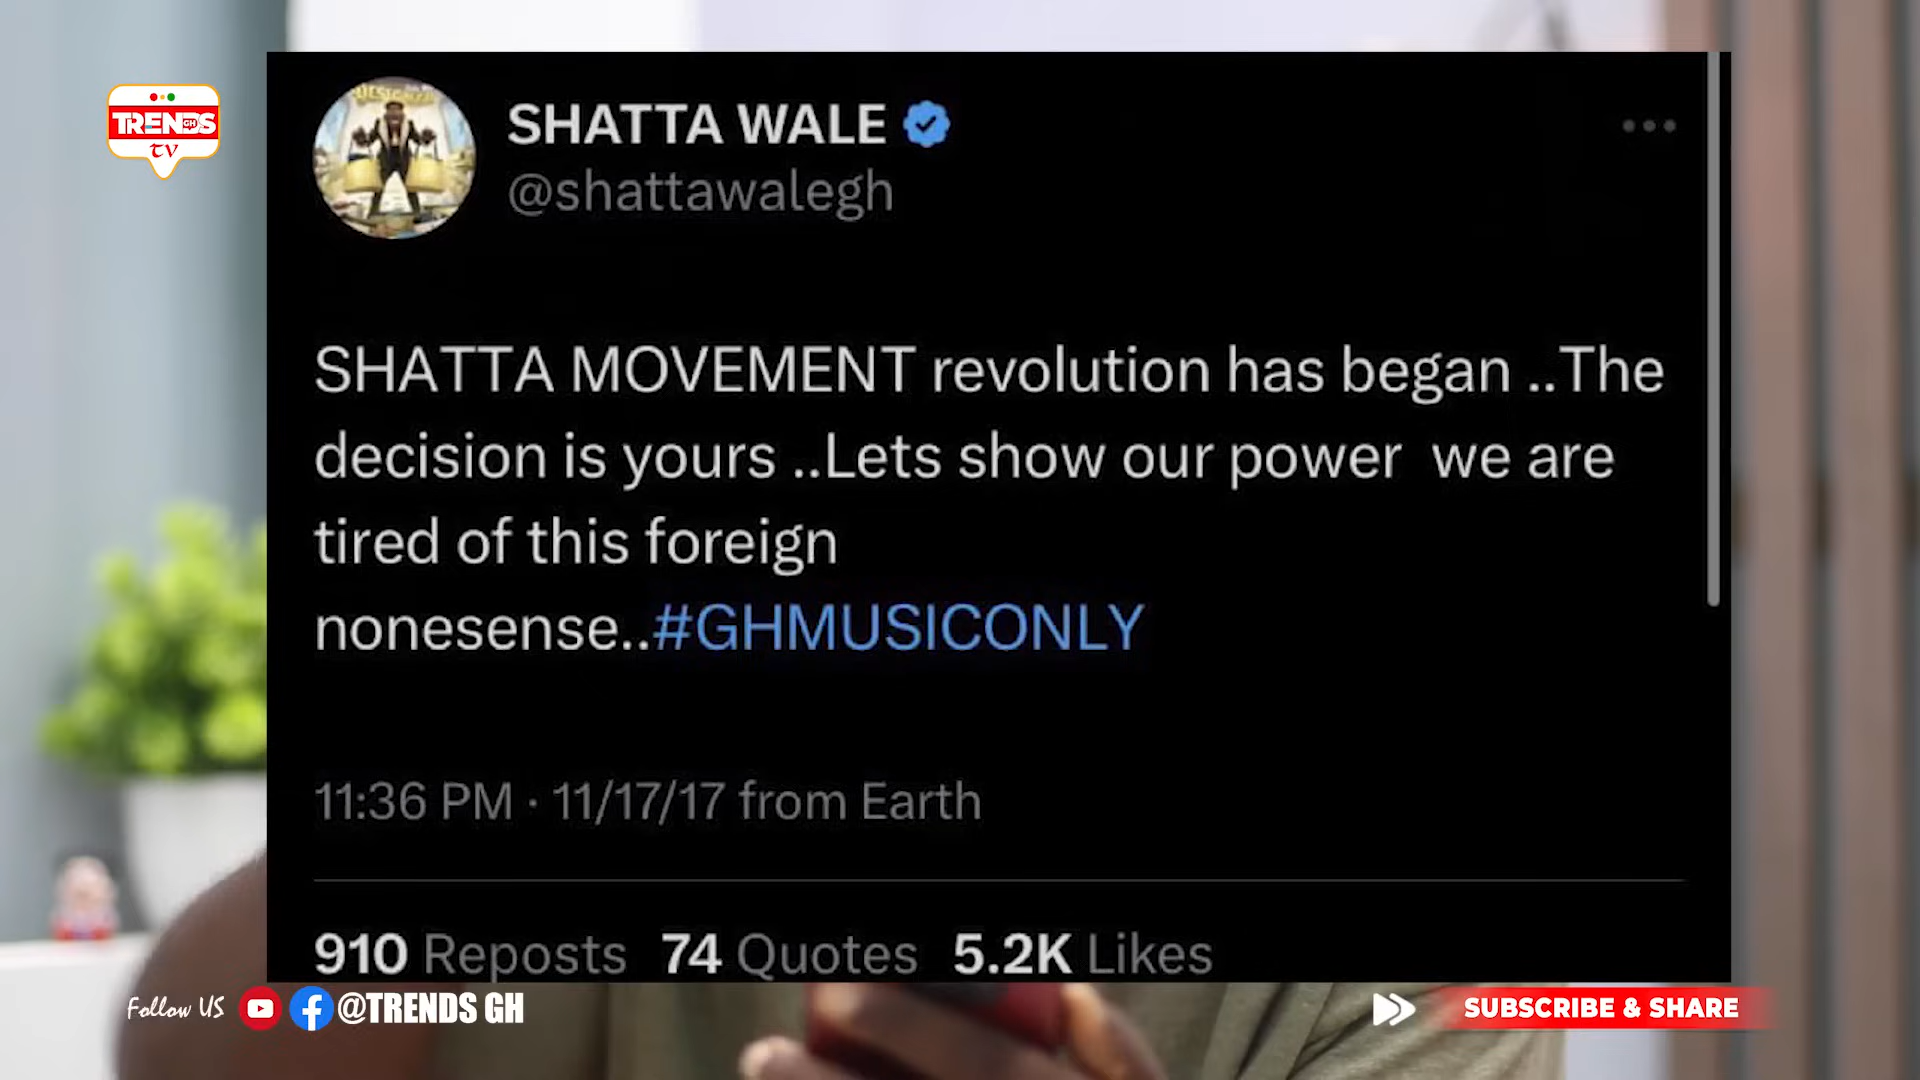 TRENDS GH
TV
SHATTA WALE
@shattawalegh
SHATTA MOVEMENT revolution has began ..The
decision is yours ..Lets show our power  we are
tired of this foreign
nonesense..#GHMUSICONLY
11:36 PM · 11/17/17 from Earth
910 Reposts 74 Quotes 5.2K Likes
Follow US @TRENDS GH
SUBSCRIBE & SHARE